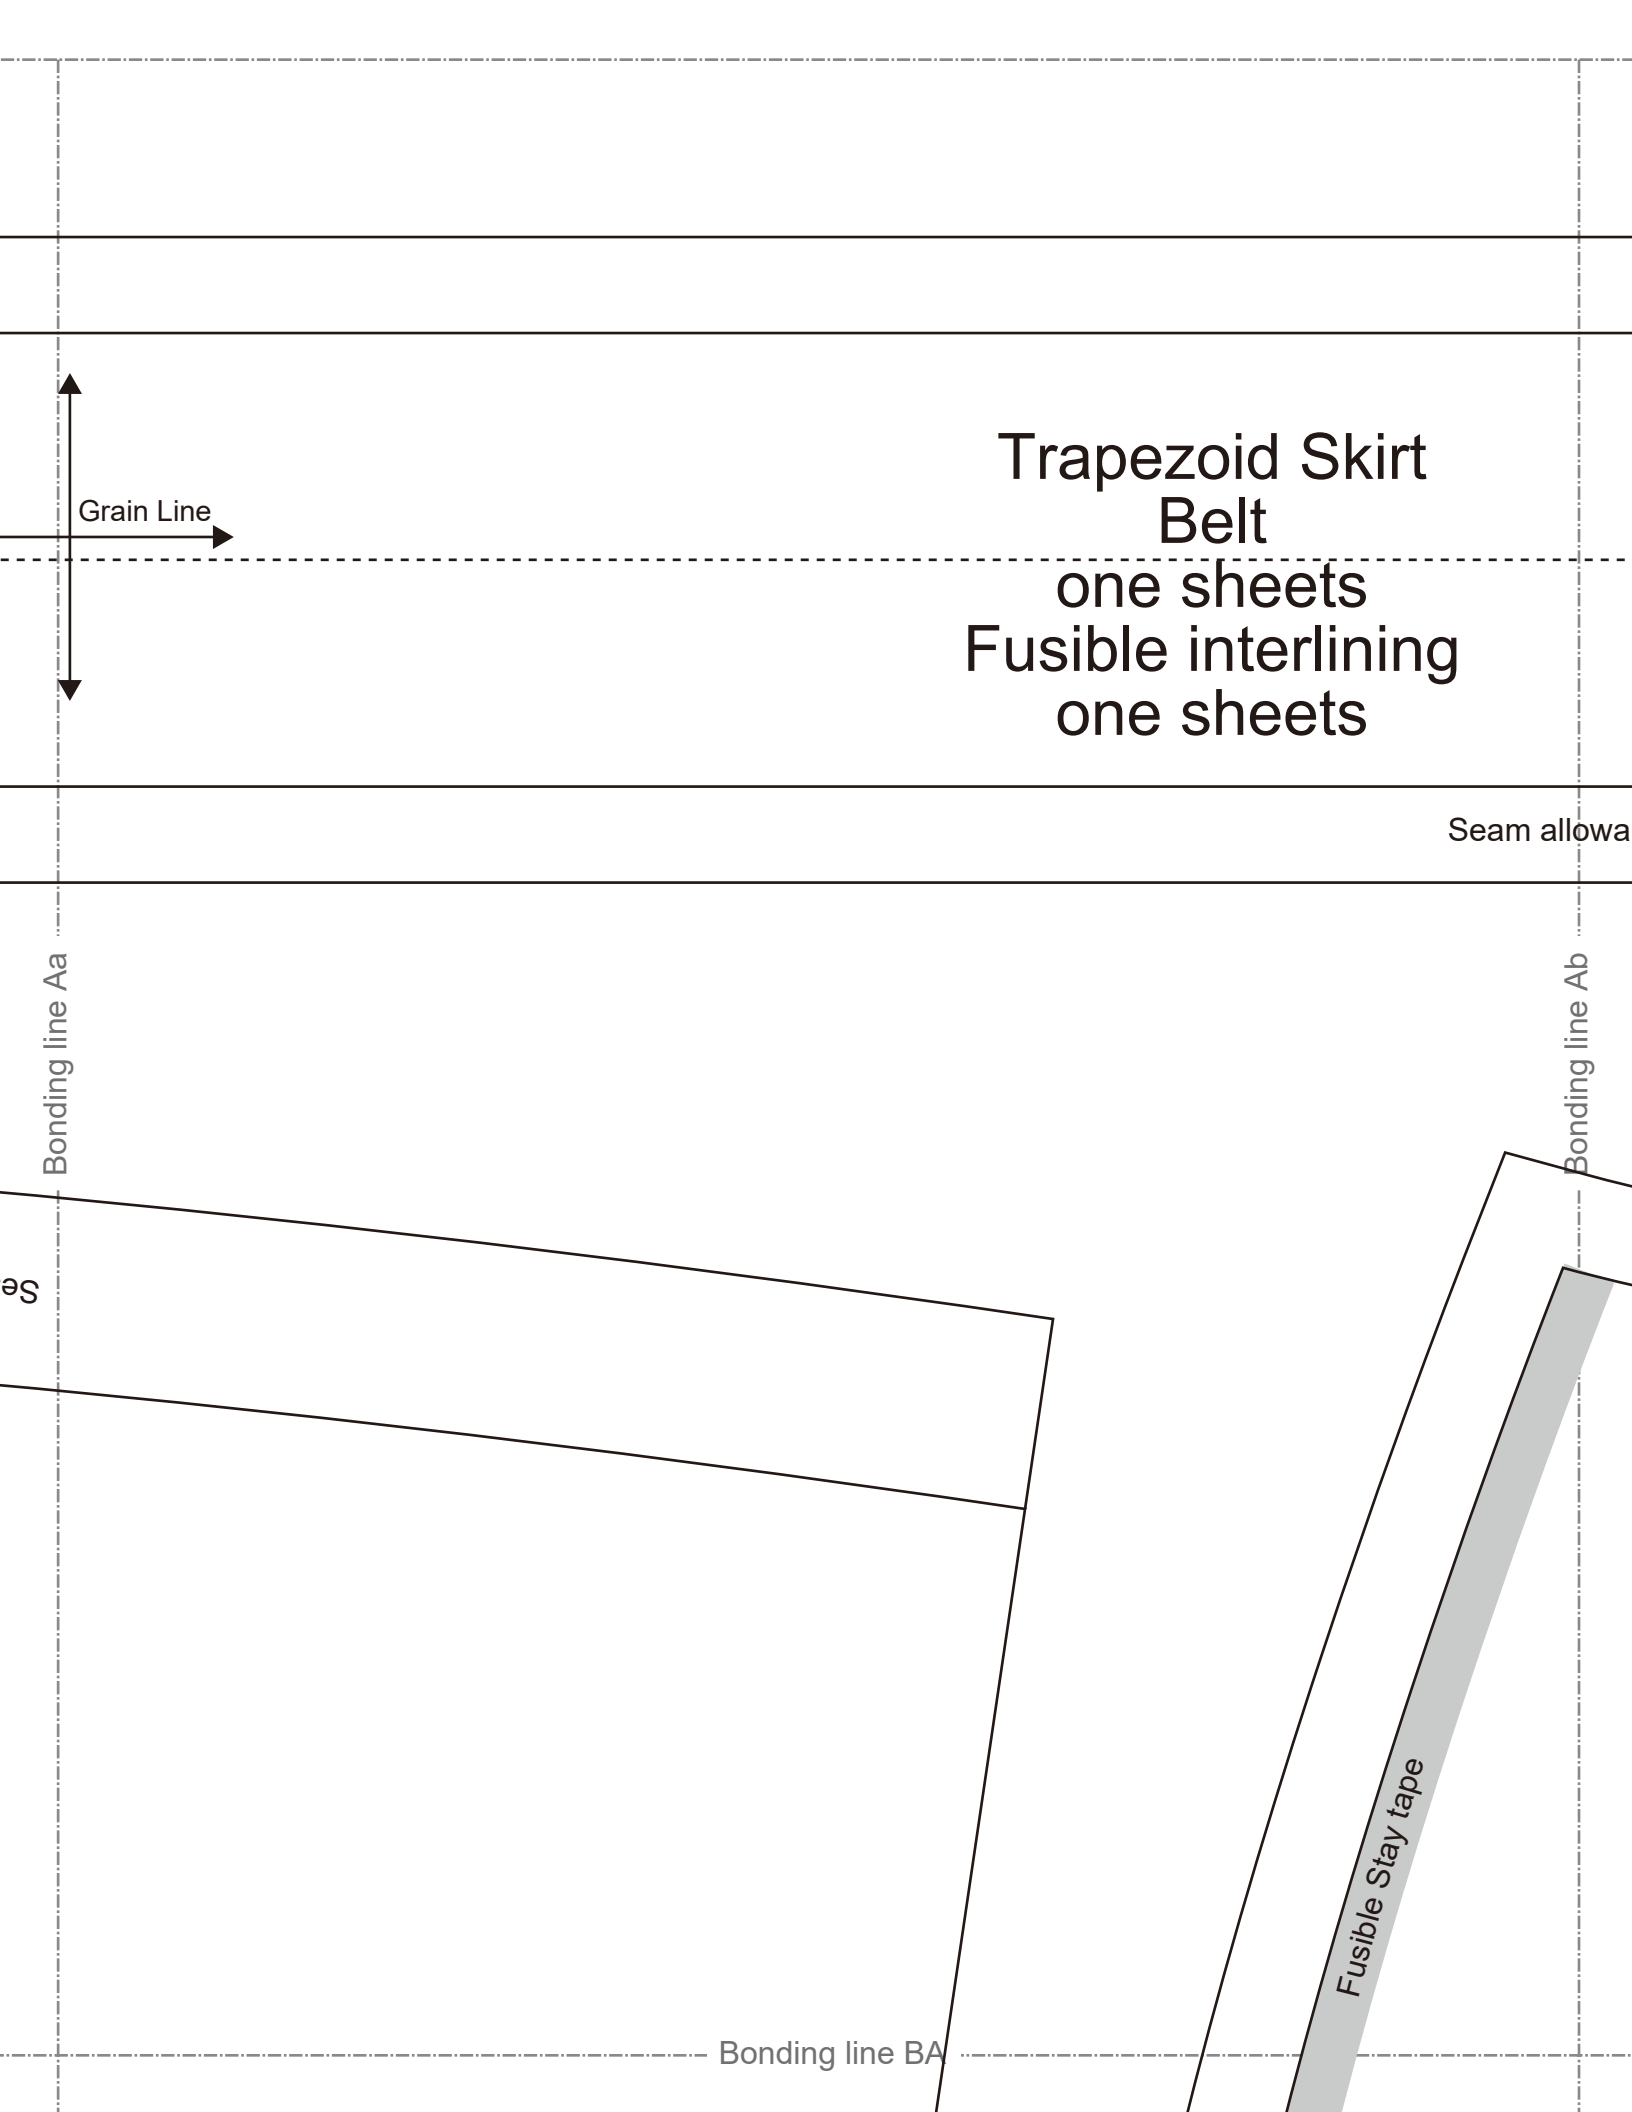 Trapezoid Skirt
Belt
one sheets
Fusible interlining
one sheets
Grain Line
Seam allowa
Bonding line Aa
Bonding line Ab
Se
Fusible Stay tape
Bonding line BA